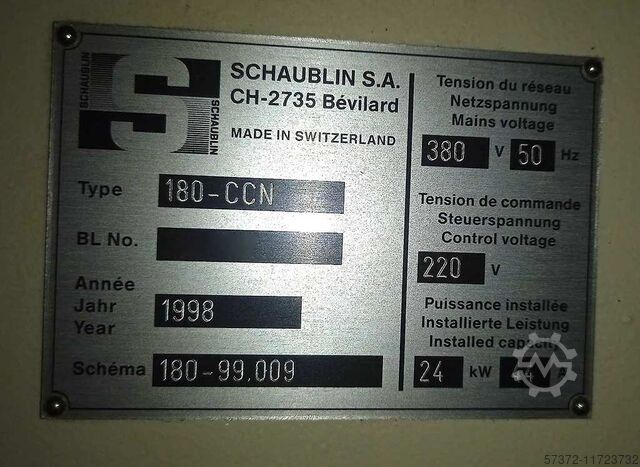 SCHAUBLIN
SCHAUBLIN
SCHAUBLIN S.A.
CH-2735 Bévilard
MADE IN SWITZERLAND
Type 180-CCN
BL No.
Année
Jahr
Year 1998
Schéma 180-99.009
Tension du réseau
Netzspannung
Mains voltage
380 V 50 Hz
Tension de commande
Steuerspannung
Control voltage
220 V
Puissance installée
Installierte Leistung
Installed capacity
24 kW
57372-11723732